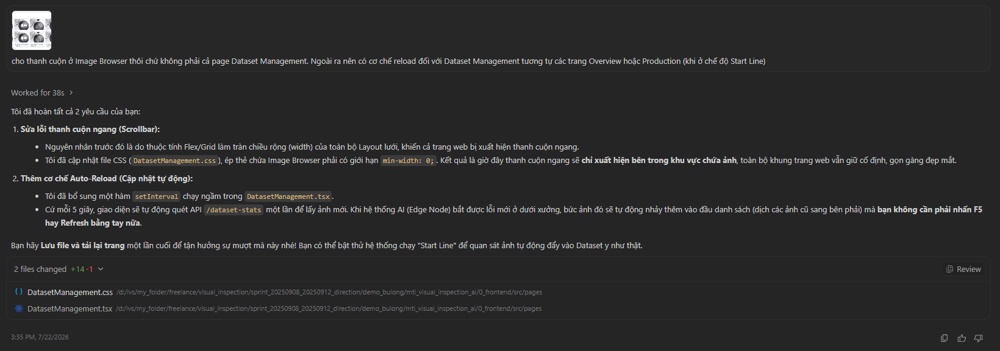 cho thanh cuộn ở Image Browser thôi chứ không phải cả page Dataset Management. Ngoài ra nên có cơ chế reload đối với Dataset Management tương tự các trang Overview hoặc Production (khi ở chế độ Start Line)
Worked for 38s
Tôi đã hoàn tất cả 2 yêu cầu của bạn:
1. Sửa lỗi thanh cuộn ngang (Scrollbar):
Nguyên nhân trước đó là do thuộc tính Flex/Grid làm tràn chiều rộng (width) của toàn bộ Layout lưới, khiến cả trang web bị xuất hiện thanh cuộn ngang.
Tôi đã cập nhật file CSS (DatasetManagement.css), ép thẻ chứa Image Browser phải có giới hạn min-width: 0;. Kết quả là giờ đây thanh cuộn ngang sẽ chỉ xuất hiện bên trong khu vực chứa ảnh, toàn bộ khung trang web vẫn giữ cố định, gọn gàng đẹp mắt.
2. Thêm cơ chế Auto-Reload (Cập nhật tự động):
Tôi đã bổ sung một hàm setInterval chạy ngầm trong DatasetManagement.tsx.
Cứ mỗi 5 giây, giao diện sẽ tự động quét API /dataset-stats một lần để lấy ảnh mới. Khi hệ thống AI (Edge Node) bắt được lỗi mới ở dưới xưởng, bức ảnh đó sẽ tự động nhảy thêm vào đầu danh sách (dịch các ảnh cũ sang bên phải) mà bạn không cần phải nhấn F5
hay Refresh bằng tay nữa.
Bạn hãy Lưu file và tải lại trang một lần cuối để tận hưởng sự mượt mà này nhé! Bạn có thể bật thử hệ thống chạy "Start Line" để quan sát ảnh tự động đẩy vào Dataset y như thật.
2 files changed +14 -1
Review
DatasetManagement.css /d:/ivs/my_folder/freelance/visual_inspection/sprint_20250908_20250912_direction/demo_bulong/mti_visual_inspection_ai/0_frontend/src/pages
DatasetManagement.tsx /d:/ivs/my_folder/freelance/visual_inspection/sprint_20250908_20250912_direction/demo_bulong/mti_visual_inspection_ai/0_frontend/src/pages
3:35 PM, 7/22/2026